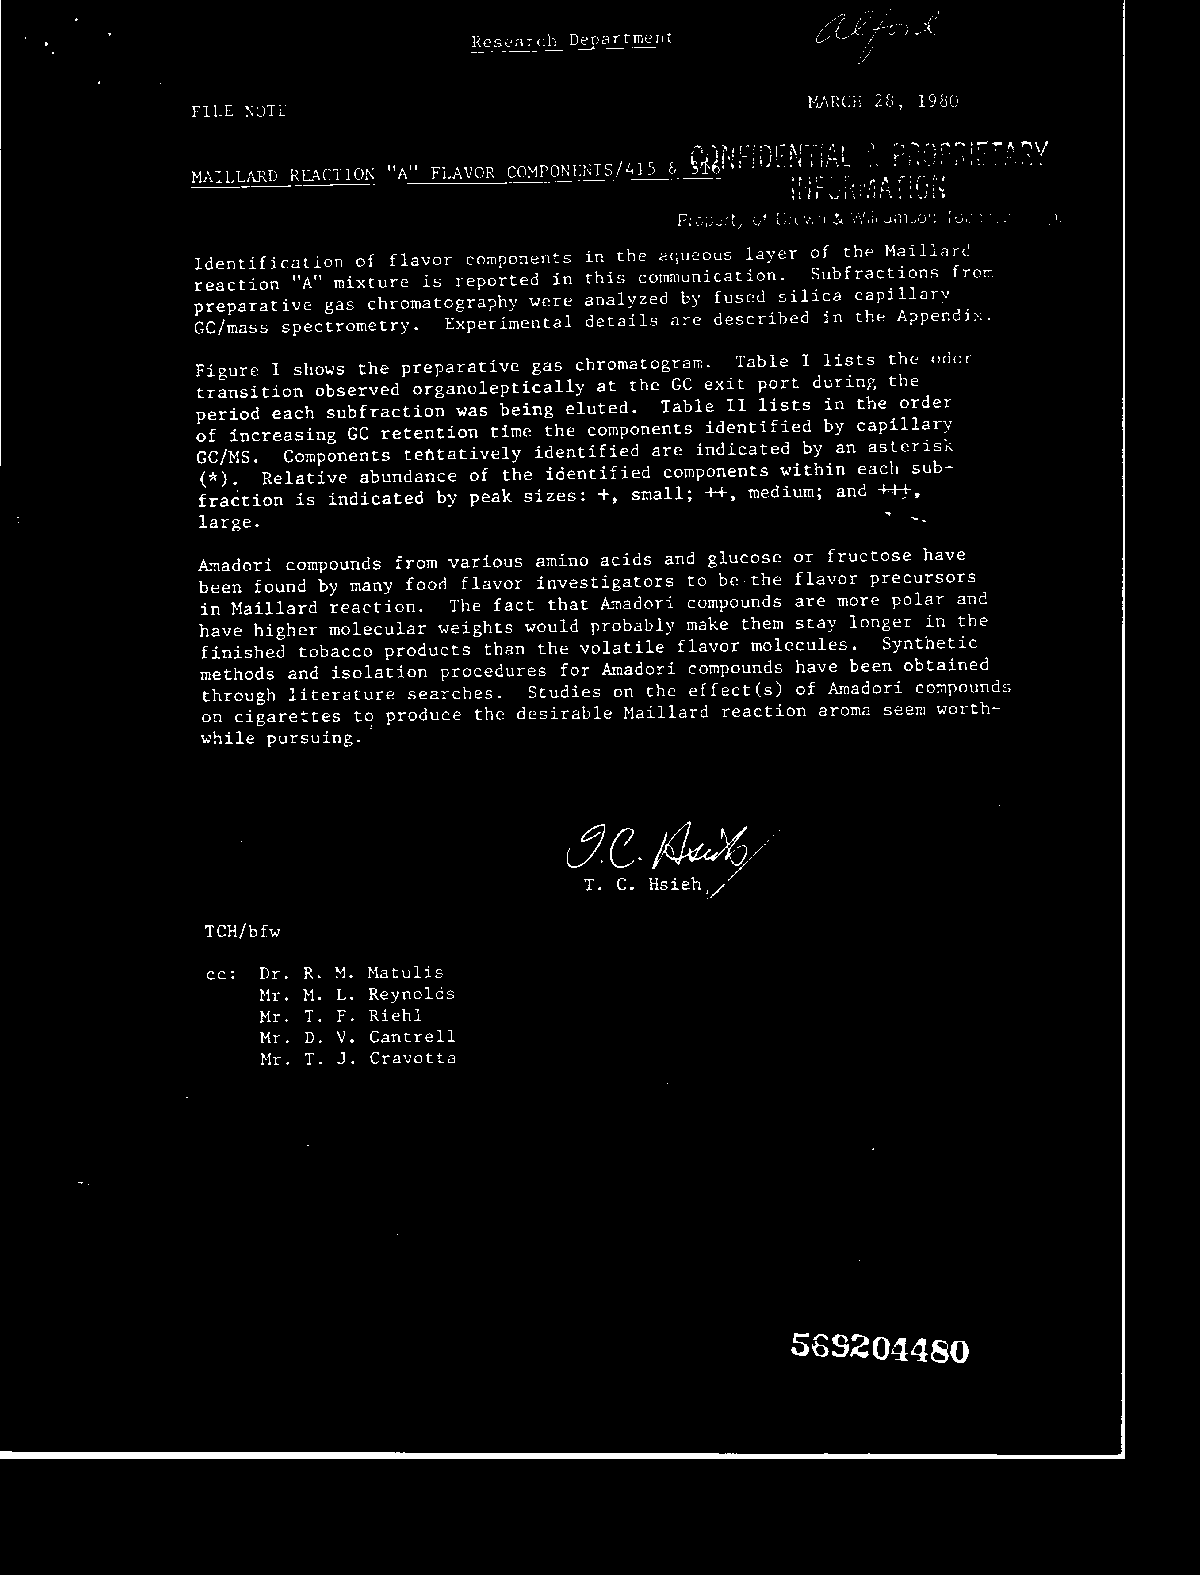 Research Department
Alford
FILE NOTE
MARCH 28, 1980
MAILLARD REACTION "A" FLAVOR COMPONENTS/415 & 516
CONFIDENTIAL & PROPRIETARY
INFORMATION
Property of Brown & Williamson
Identification of flavor components in the aqueous layer of the Maillard
reaction "A" mixture is reported in this communication. Subfractions from
preparative gas chromatography were analyzed by fused silica capillary
GC/mass spectrometry. Experimental details are described in the Appendix.
Figure I shows the preparative gas chromatogram. Table I lists the odor
transition observed organoleptically at the GC exit port during the
period each subfraction was being eluted. Table II lists in the order
of increasing GC retention time the components identified by capillary
GC/MS. Components tentatively identified are indicated by an asterisk
(*). Relative abundance of the identified components within each sub-
fraction is indicated by peak sizes: +, small; ++, medium; and +++,
large.
Amadori compounds from various amino acids and glucose or fructose have
been found by many food flavor investigators to be the flavor precursors
in Maillard reaction. The fact that Amadori compounds are more polar and
have higher molecular weights would probably make them stay longer in the
finished tobacco products than the volatile flavor molecules. Synthetic
methods and isolation procedures for Amadori compounds have been obtained
through literature searches. Studies on the effect(s) of Amadori compounds
on cigarettes to produce the desirable Maillard reaction aroma seem worth-
while pursuing.
T. C. Hsieh
T. C. Hsieh
TCH/bfw
cc: Dr. R. M. Matulis
Mr. M. L. Reynolds
Mr. T. F. Riehl
Mr. D. V. Cantrell
Mr. T. J. Cravotta
569204480